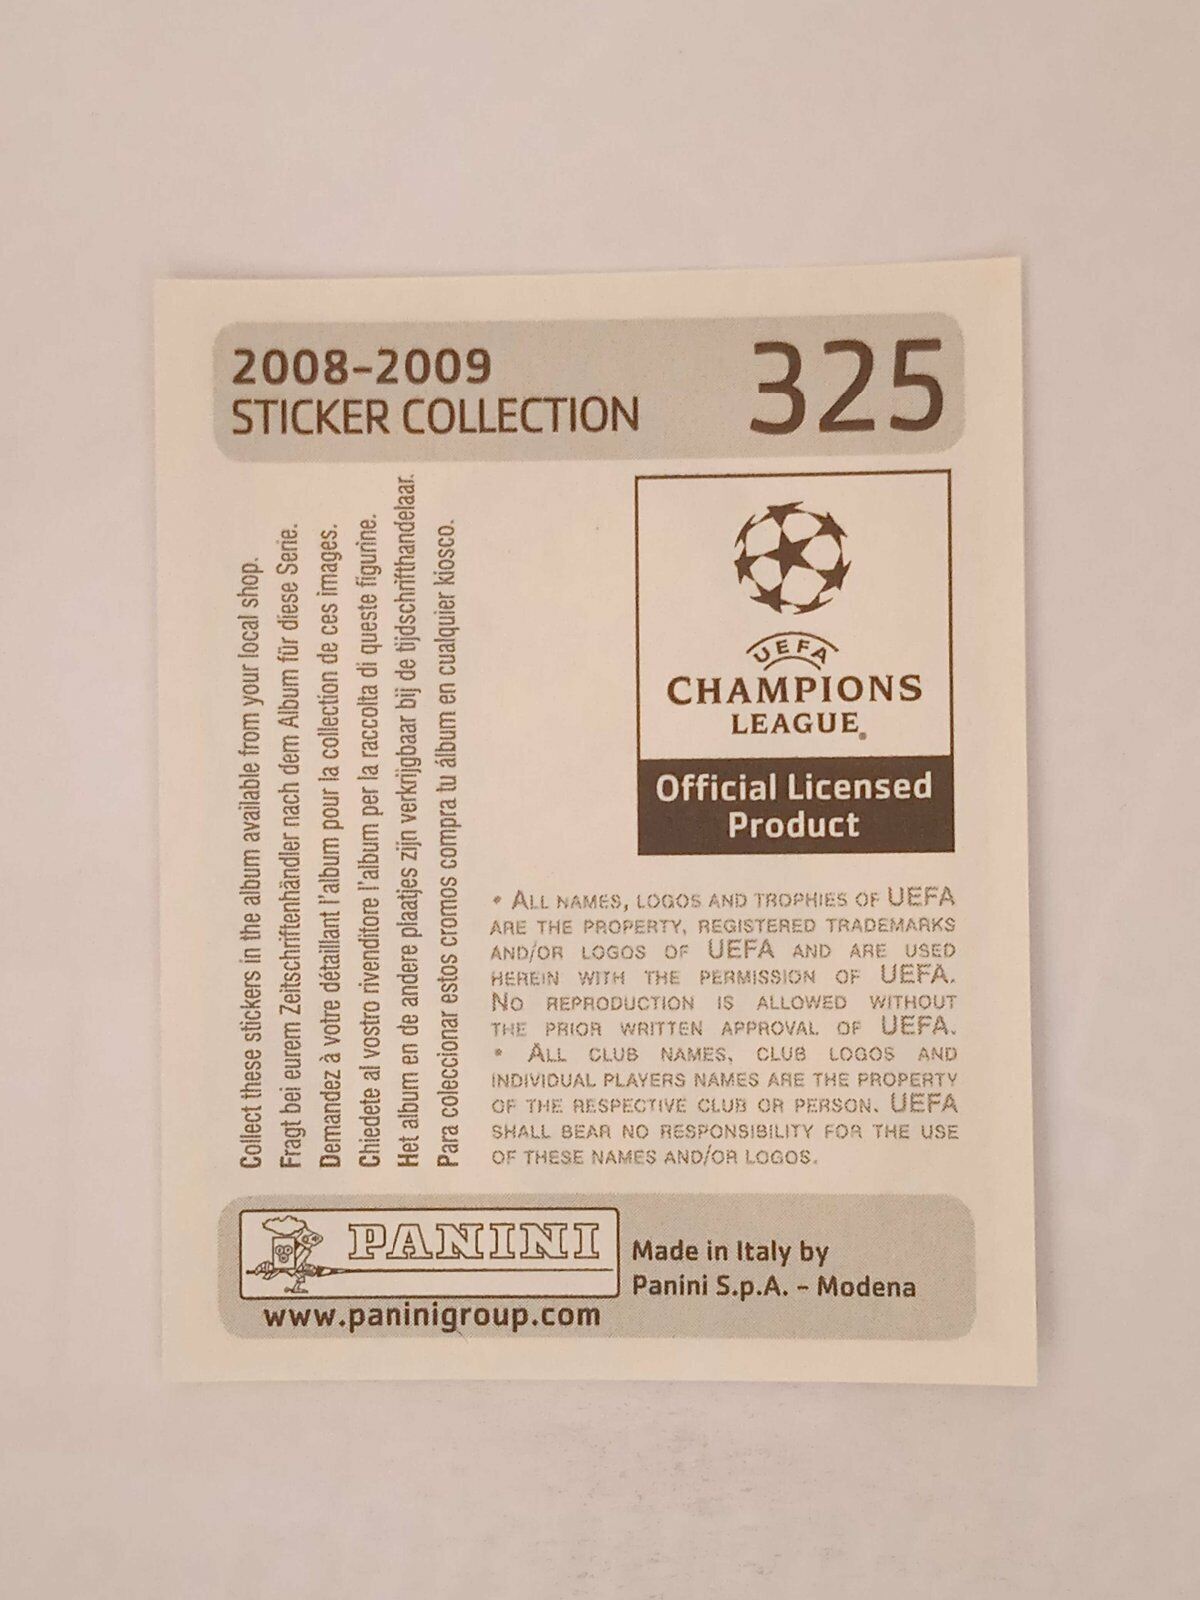 2008-2009
STICKER COLLECTION
325
Collect these stickers in the album available from your local shop.
Fragt bei eurem Zeitschriftenhändler nach dem Album für diese Serie.
Demandez à votre détaillant l'album pour la collection de ces images.
Chiedete al vostro rivenditore l'album per la raccolta di queste figurine.
Het album en de andere plaatjes zijn verkrijgbaar bij de tijdschrifthandelaar.
Para coleccionar estos cromos compra tu álbum en cualquier kiosco.
UEFA
CHAMPIONS
LEAGUE®
Official Licensed
Product
• ALL NAMES, LOGOS AND TROPHIES OF UEFA
ARE THE PROPERTY, REGISTERED TRADEMARKS
AND/OR LOGOS OF UEFA AND ARE USED
HEREIN WITH THE PERMISSION OF UEFA.
NO REPRODUCTION IS ALLOWED WITHOUT
THE PRIOR WRITTEN APPROVAL OF UEFA.
• ALL CLUB NAMES, CLUB LOGOS AND
INDIVIDUAL PLAYERS NAMES ARE THE PROPERTY
OF THE RESPECTIVE CLUB OR PERSON. UEFA
SHALL BEAR NO RESPONSIBILITY FOR THE USE
OF THESE NAMES AND/OR LOGOS.
PANINI
www.paninigroup.com
Made in Italy by
Panini S.p.A. - Modena